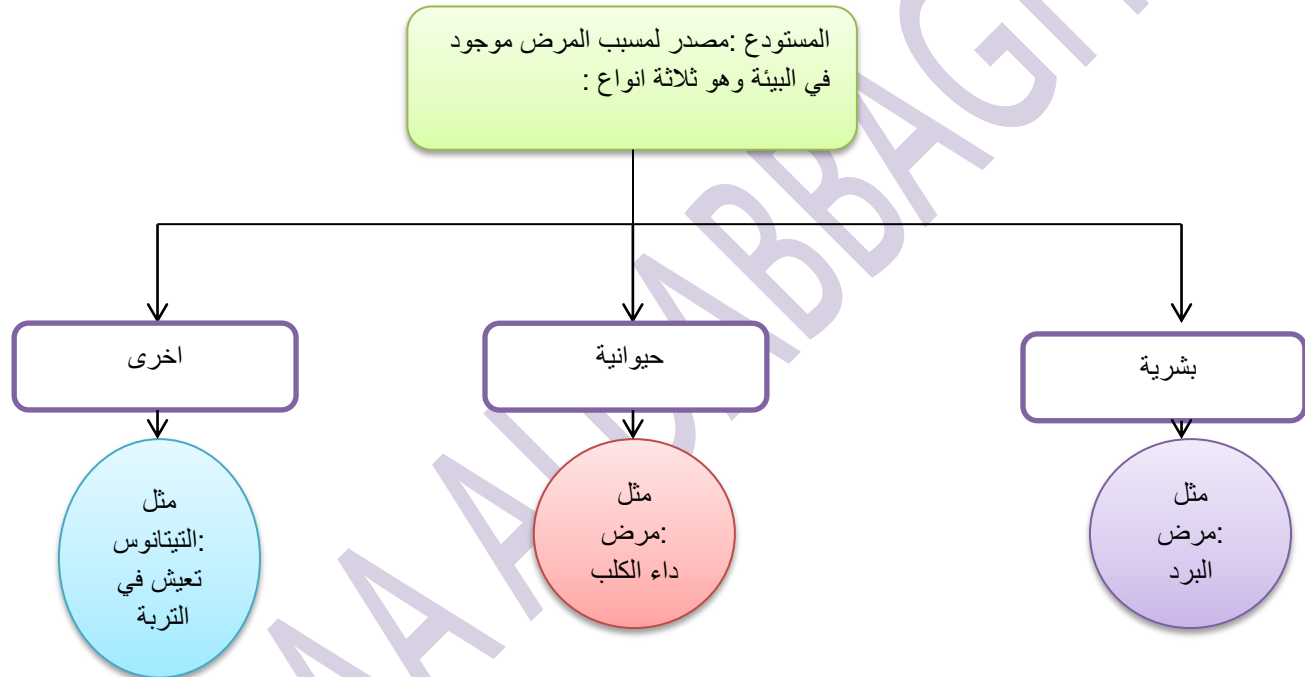 المستودع :مصدر لمسبب المرض موجود
في البيئة وهو ثلاثة انواع :
بشرية
حيوانية
اخرى
مثل
:مرض
البرد
مثل
:مرض
داء الكلب
مثل
:التيتانوس
تعيش في
التربة